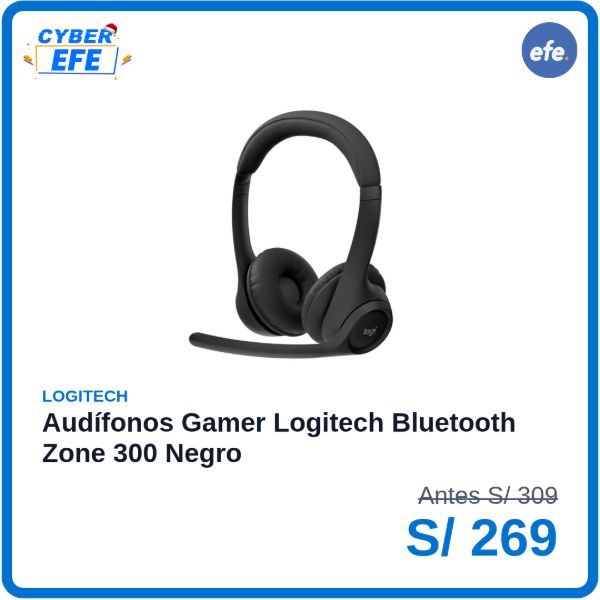 CYBER
EFE
efe.
logi
LOGITECH
Audífonos Gamer Logitech Bluetooth
Zone 300 Negro
Antes S/ 309
S/ 269